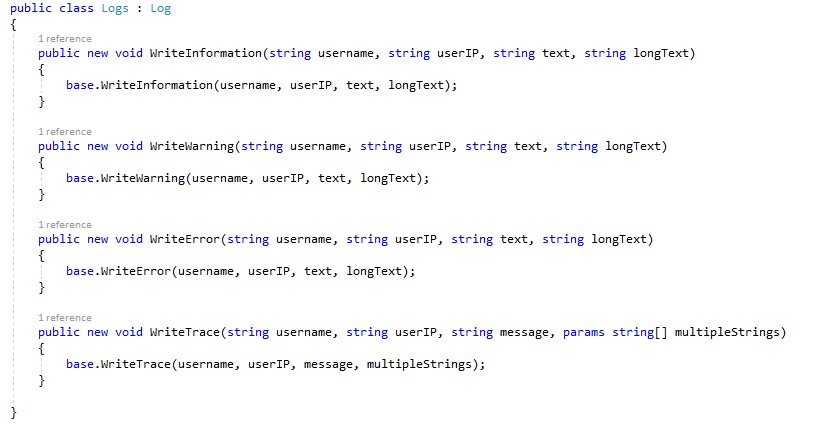 public class Logs : Log
{
1 reference
public new void WriteInformation(string username, string userIP, string text, string longText)
{
base.WriteInformation(username, userIP, text, longText);
}
1 reference
public new void WriteWarning(string username, string userIP, string text, string longText)
{
base.WriteWarning(username, userIP, text, longText);
}
1 reference
public new void WriteError(string username, string userIP, string text, string longText)
{
base.WriteError(username, userIP, text, longText);
}
1 reference
public new void WriteTrace(string username, string userIP, string message, params string[] multipleStrings)
{
base.WriteTrace(username, userIP, message, multipleStrings);
}
}